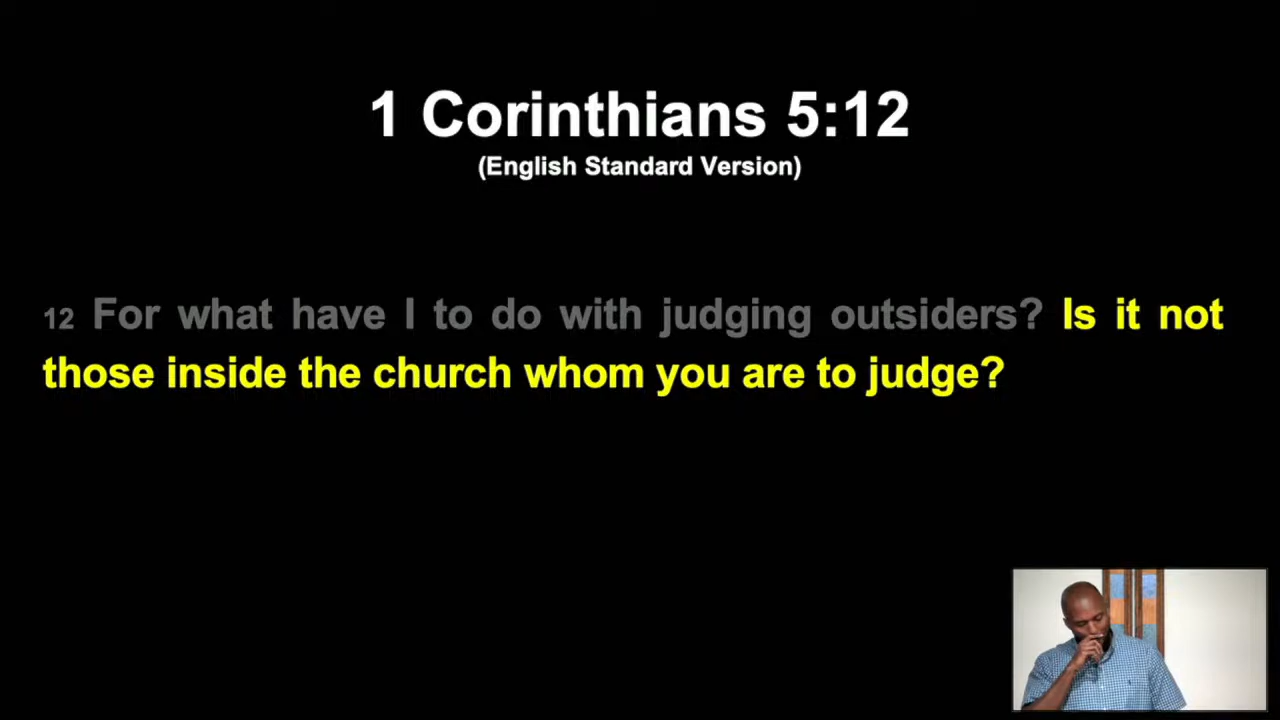 1 Corinthians 5:12
(English Standard Version)
12 For what have I to do with judging outsiders? Is it not
those inside the church whom you are to judge?